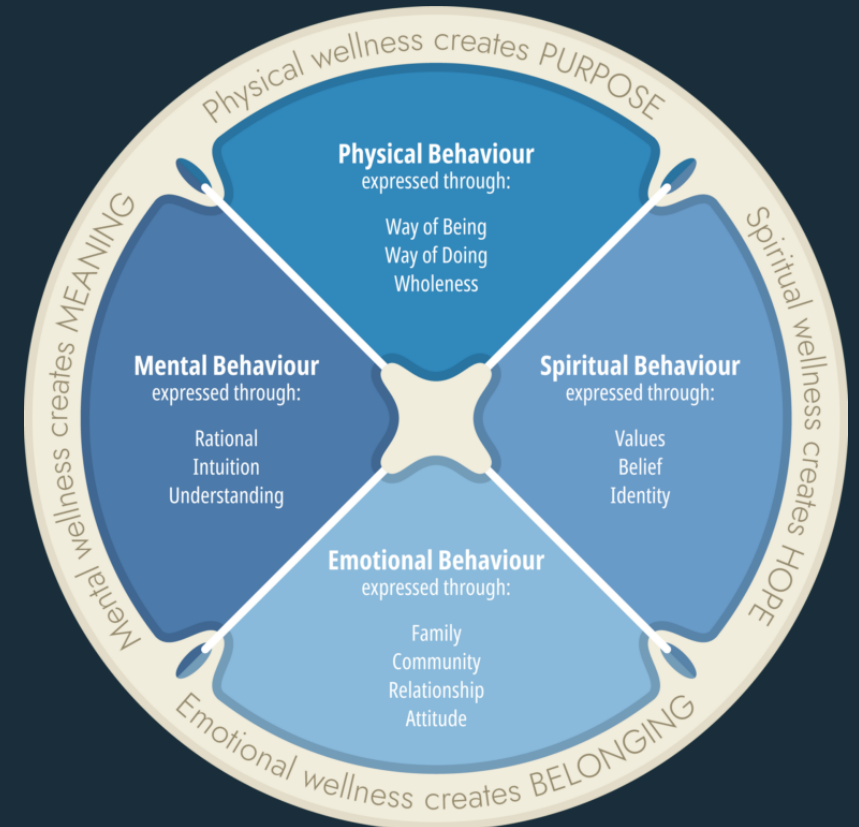 Physical wellness creates PURPOSE
Physical Behaviour
expressed through:
Way of Being
Way of Doing
Wholeness
Mental wellness creates MEANING
Mental Behaviour
expressed through:
Rational
Intuition
Understanding
Spiritual Behaviour
expressed through:
Values
Belief
Identity
Spiritual wellness creates HOPE
Emotional Behaviour
expressed through:
Family
Community
Relationship
Attitude
Emotional wellness creates BELONGING